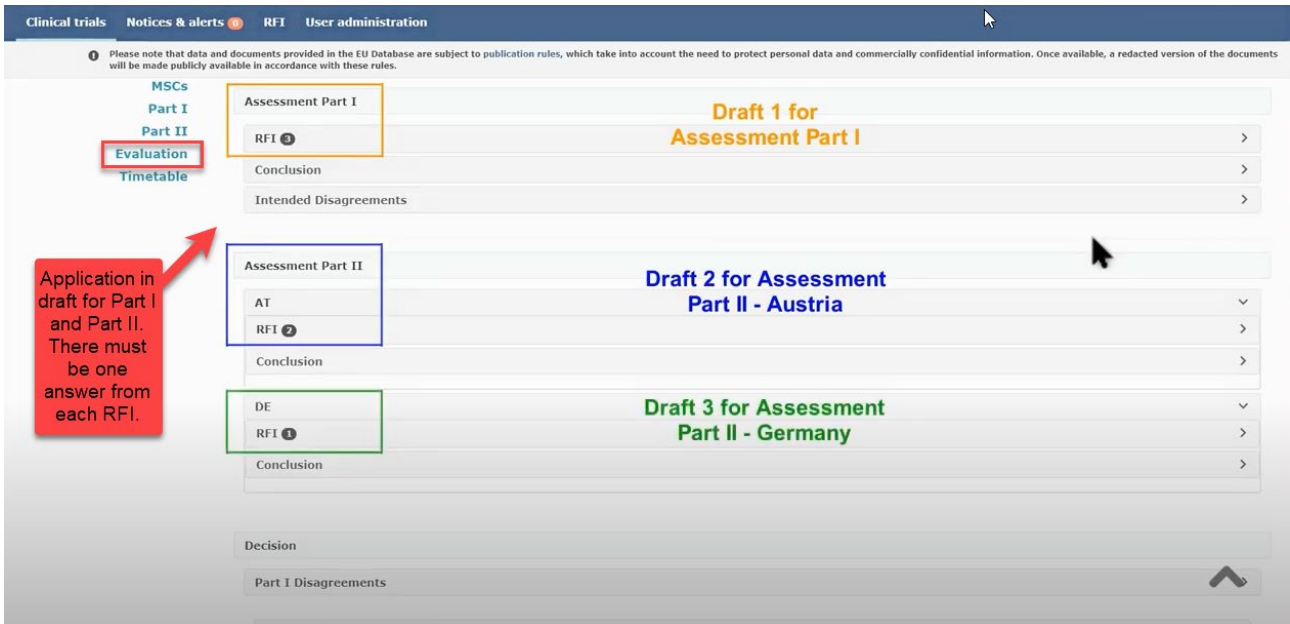 Clinical trials Notices & alerts 0 RFI User administration
Please note that data and documents provided in the EU Database are subject to publication rules, which take into account the need to protect personal data and commercially confidential information. Once available, a redacted version of the documents
will be made publicly available in accordance with these rules.
MSCs
Part I
Part II
Evaluation
Timetable
Application in
draft for Part I
and Part II.
There must
be one
answer from
each RFI.
Assessment Part I
RFI 3
Conclusion
Intended Disagreements
Draft 1 for
Assessment Part I
Assessment Part II
AT
RFI 2
Conclusion
Draft 2 for Assessment
Part II - Austria
DE
RFI 1
Conclusion
Draft 3 for Assessment
Part II - Germany
Decision
Part I Disagreements